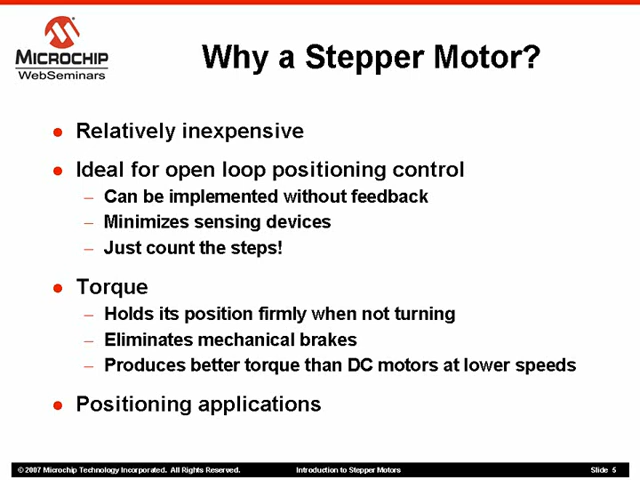 MICROCHIP
WebSeminars
Why a Stepper Motor?
● Relatively inexpensive
● Ideal for open loop positioning control
– Can be implemented without feedback
– Minimizes sensing devices
– Just count the steps!
● Torque
– Holds its position firmly when not turning
– Eliminates mechanical brakes
– Produces better torque than DC motors at lower speeds
● Positioning applications
© 2007 Microchip Technology Incorporated. All Rights Reserved. Introduction to Stepper Motors Slide 5